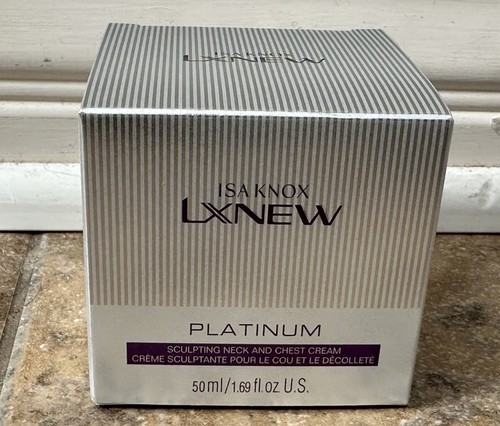 ISA KNOX
LXNEW
ISA KNOX
LXNEW
PLATINUM
SCULPTING NECK AND CHEST CREAM
CRÈME SCULPTANTE POUR LE COU ET LE DÉCOLLETÉ
50 ml/1.69 fl. oz. U.S.